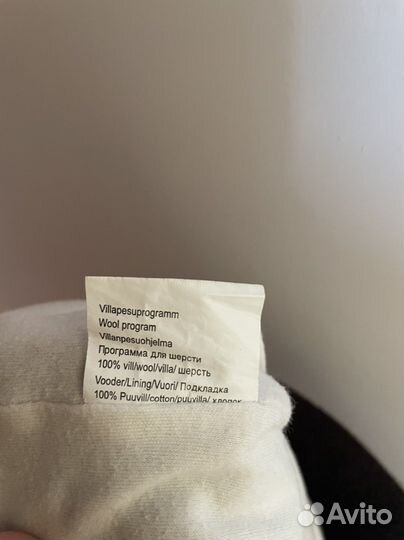 Villapesuprogramm
Wool program
Villanpesuohjelma
Программа для шерсти
100% vill/wool/villa/ шерсть
Vooder/Lining/Vuori/ Подкладка
100% Puuvill/cotton/puuvilla/ хлопок
Avito